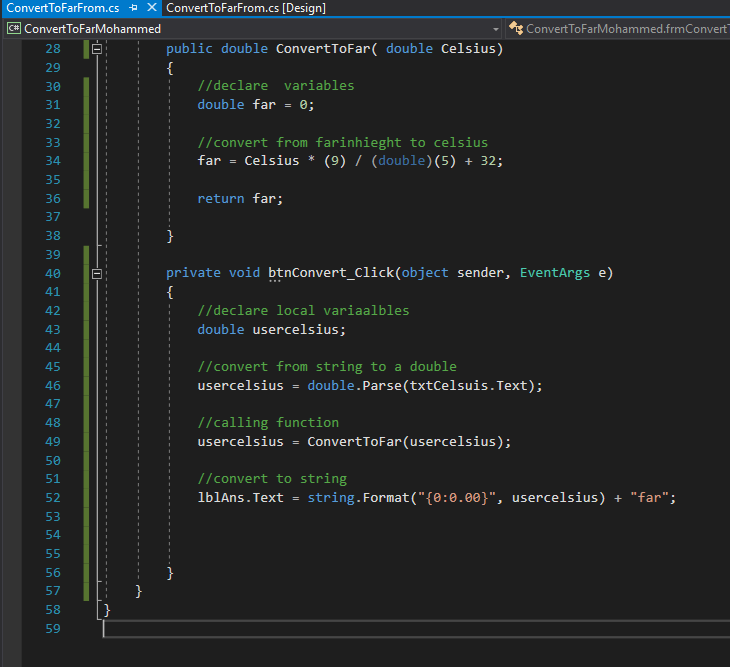 ConvertToFarFrom.cs ConvertToFarFrom.cs [Design]
C# ConvertToFarMohammed ConvertToFarMohammed.frmConvertT
28 public double ConvertToFar( double Celsius)
29 {
30 //declare  variables
31 double far = 0;
32
33 //convert from farinhieght to celsius
34 far = Celsius * (9) / (double)(5) + 32;
35
36 return far;
37
38 }
39
40 private void btnConvert_Click(object sender, EventArgs e)
41 {
42 //declare local variaalbles
43 double usercelsius;
44
45 //convert from string to a double
46 usercelsius = double.Parse(txtCelsuis.Text);
47
48 //calling function
49 usercelsius = ConvertToFar(usercelsius);
50
51 //convert to string
52 lblAns.Text = string.Format("{0:0.00}", usercelsius) + "far";
53
54
55
56 }
57 }
58 }
59